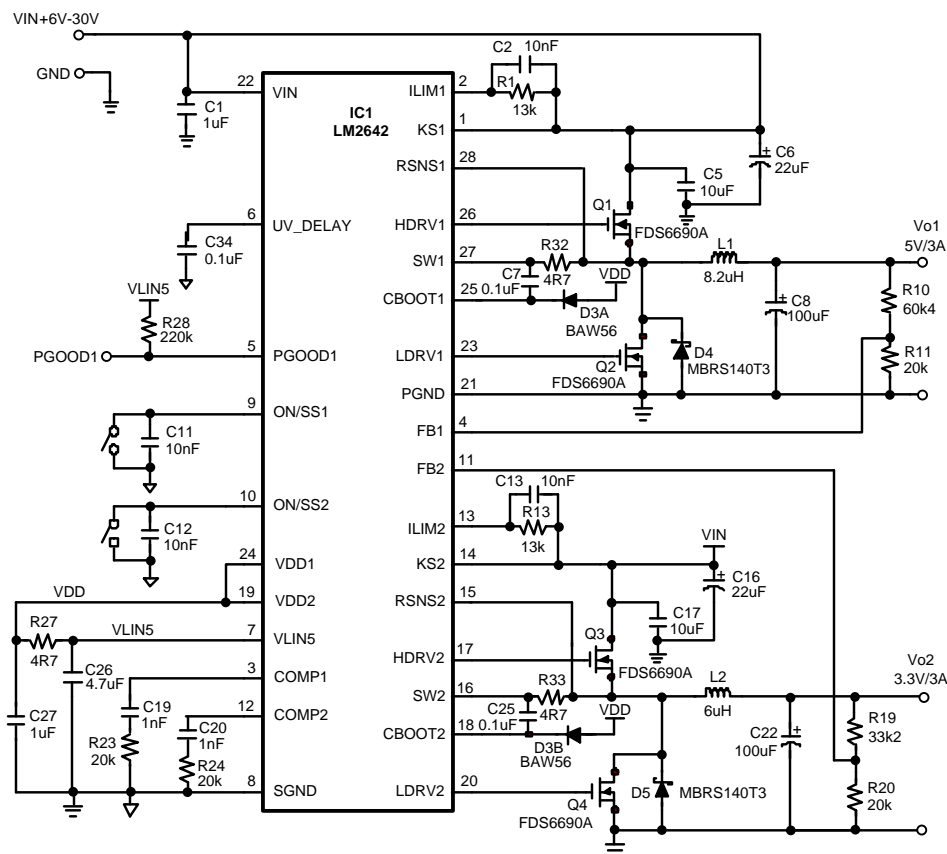 VIN+6V-30V
GND
C1
1uF
22
VIN
IC1
LM2642
ILIM1
2
C2
10nF
R1
13k
KS1
1
RSNS1
28
C5
10uF
C6
22uF
6
UV_DELAY
C34
0.1uF
HDRV1
26
Q1
FDS6690A
SW1
27
R32
4R7
C7
0.1uF
VDD
L1
8.2uH
Vo1
5V/3A
CBOOT1
25
D3A
BAW56
C8
100uF
R10
60k4
VLIN5
R28
220k
PGOOD1
5
PGOOD1
LDRV1
23
Q2
FDS6690A
D4
MBRS140T3
R11
20k
PGND
21
9
ON/SS1
C11
10nF
FB1
4
FB2
11
10
ON/SS2
C12
10nF
C13
10nF
R13
13k
ILIM2
13
24
VDD1
KS2
14
VIN
C16
22uF
VDD
19
VDD2
RSNS2
15
C17
10uF
R27
4R7
VLIN5
7
VLIN5
C26
4.7uF
HDRV2
17
Q3
FDS6690A
3
COMP1
C19
1nF
SW2
16
R33
4R7
C25
0.1uF
VDD
L2
6uH
Vo2
3.3V/3A
12
COMP2
C20
1nF
CBOOT2
18
D3B
BAW56
C22
100uF
R19
33k2
C27
1uF
R23
20k
R24
20k
8
SGND
LDRV2
20
Q4
FDS6690A
D5
MBRS140T3
R20
20k